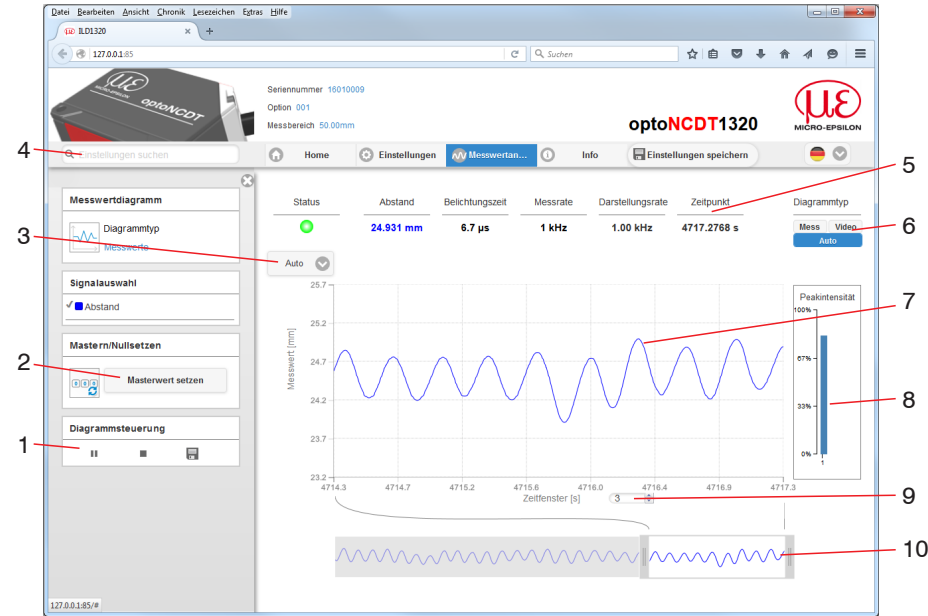 Datei Bearbeiten Ansicht Chronik Lesezeichen Extras Hilfe
ILD1320
127.0.0.1:85
Suchen
optoNCDT
Seriennummer 16010009
Option 001
Messbereich 50.00mm
optoNCDT1320
MICRO-EPSILON
4
Einstellungen suchen
Home
Einstellungen
Messwertan...
Info
Einstellungen speichern
5
Messwertdiagramm
Diagrammtyp
Messwerte
Status
Abstand
Belichtungszeit
Messrate
Darstellungsrate
Zeitpunkt
Diagrammtyp
24.931 mm
6.7 µs
1 kHz
1.00 kHz
4717.2768 s
Mess
Video
Auto
6
3
Auto
Signalauswahl
Abstand
25.7
25.2
24.7
24.2
23.7
23.2
Messwert [mm]
7
Peakintensität
100%
67%
33%
0%
1
8
Mastern/Nullsetzen
2
Masterwert setzen
Diagrammsteuerung
1
4714.3
4714.7
4715.2
4715.6
4716.0
4716.4
4716.9
4717.3
Zeitfenster [s]
3
9
10
127.0.0.1:85/#